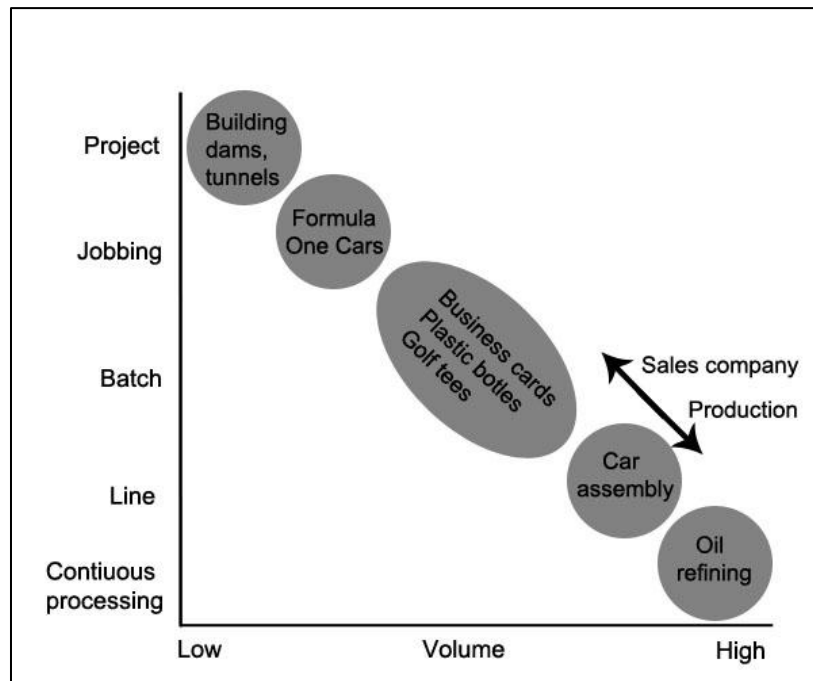 Project
Building
dams,
tunnels
Jobbing
Formula
One Cars
Batch
Business cards
Plastic botles
Golf tees
Sales company
Production
Line
Car
assembly
Contiuous
processing
Oil
refining
Low
Volume
High